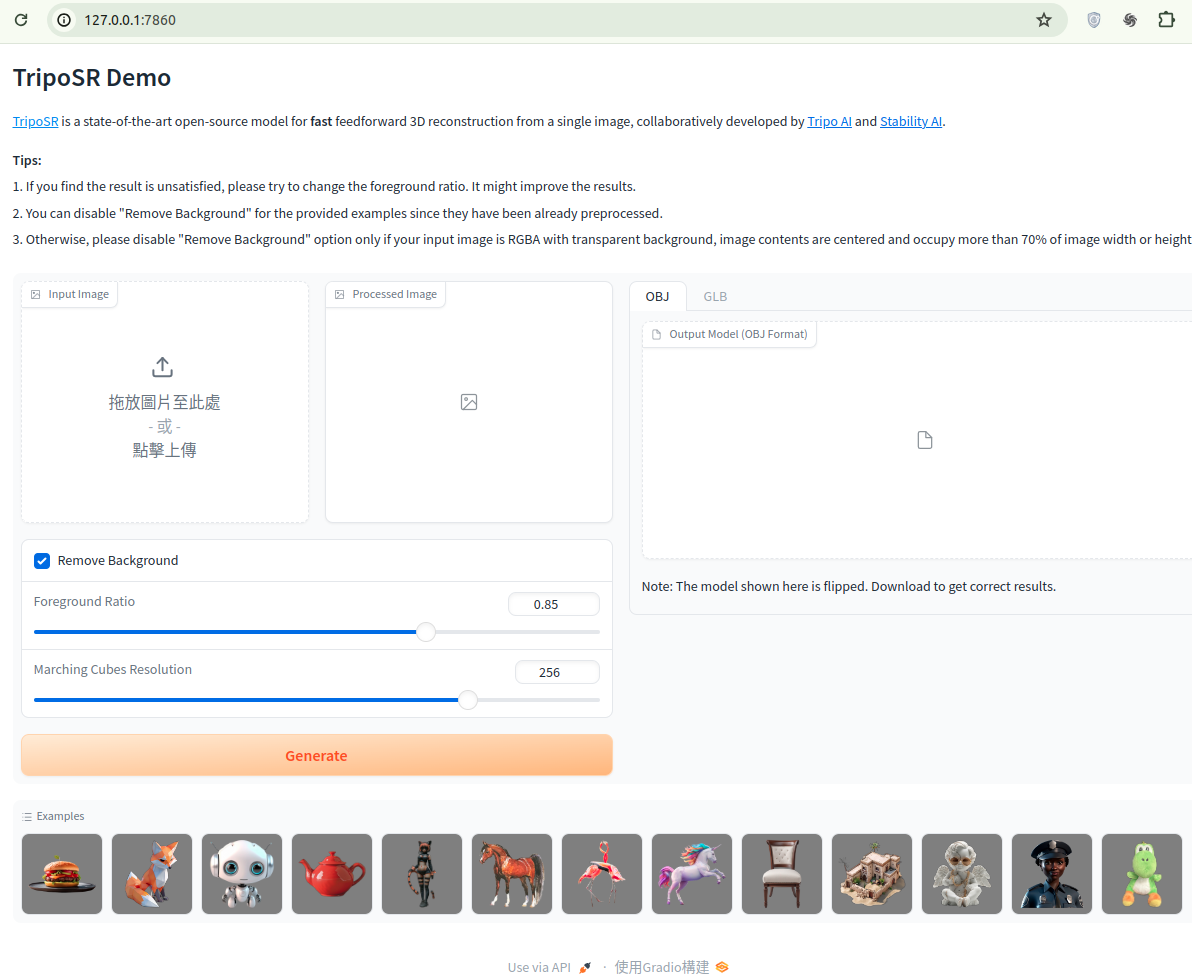 127.0.0.1:7860
TripoSR Demo
TripoSR is a state-of-the-art open-source model for fast feedforward 3D reconstruction from a single image, collaboratively developed by Tripo AI and Stability AI.
Tips:
1. If you find the result is unsatisfied, please try to change the foreground ratio. It might improve the results.
2. You can disable "Remove Background" for the provided examples since they have been already preprocessed.
3. Otherwise, please disable "Remove Background" option only if your input image is RGBA with transparent background, image contents are centered and occupy more than 70% of image width or height
Input Image
拖放圖片至此處
- 或 -
點擊上傳
Processed Image
OBJ
GLB
Output Model (OBJ Format)
Note: The model shown here is flipped. Download to get correct results.
Remove Background
Foreground Ratio
0.85
Marching Cubes Resolution
256
Generate
Examples
Use via API · 使用Gradio構建